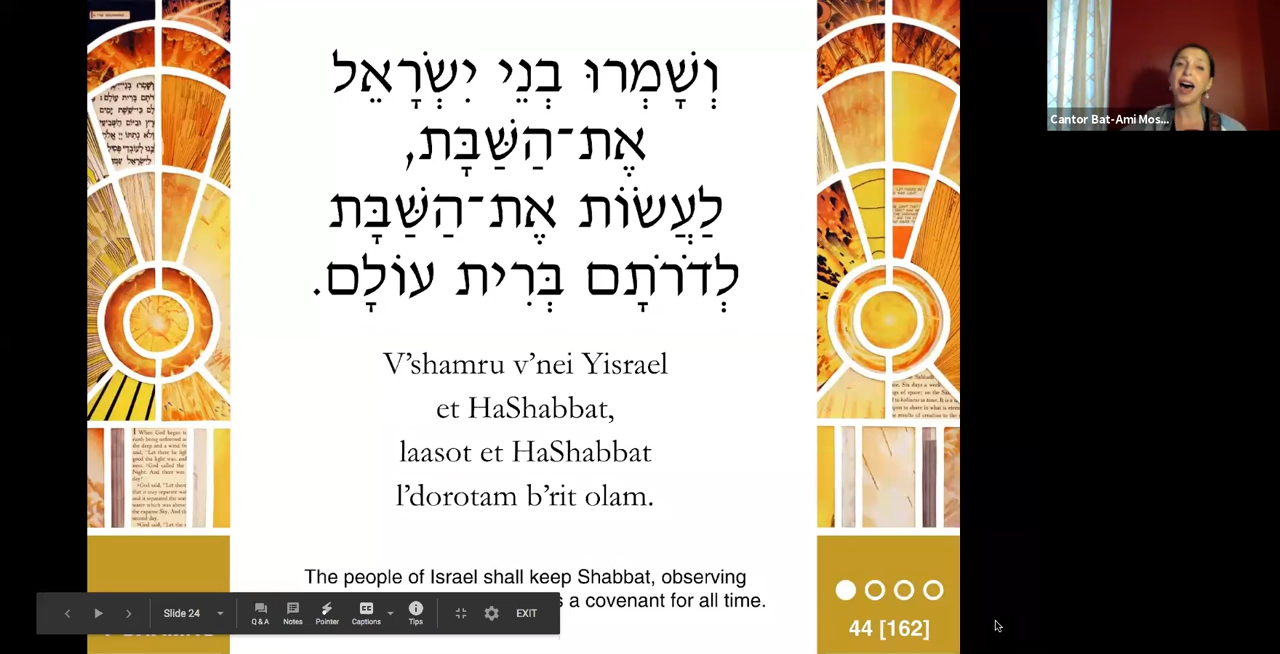 וְשָׁמְרוּ בְנֵי יִשְׂרָאֵל
אֶת־הַשַּׁבָּת,
לַעֲשׂוֹת אֶת־הַשַּׁבָּת
לְדֹרֹתָם בְּרִית עוֹלָם.
V’shamru v’nei Yisrael
et HaShabbat,
laasot et HaShabbat
l’dorotam b’rit olam.
The people of Israel shall keep Shabbat, observing
a covenant for all time.
Slide 24
Q & A
Notes
Pointer
Captions
Tips
EXIT
44 [162]
Cantor Bat-Ami Mos...